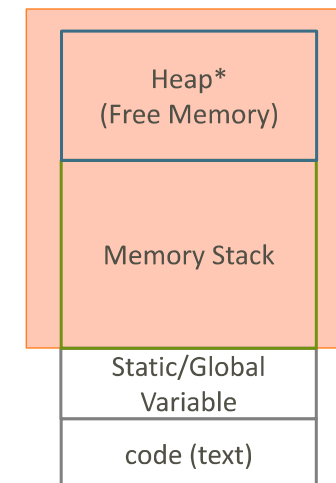 Heap*
(Free Memory)
Memory Stack
Static/Global
Variable
code (text)